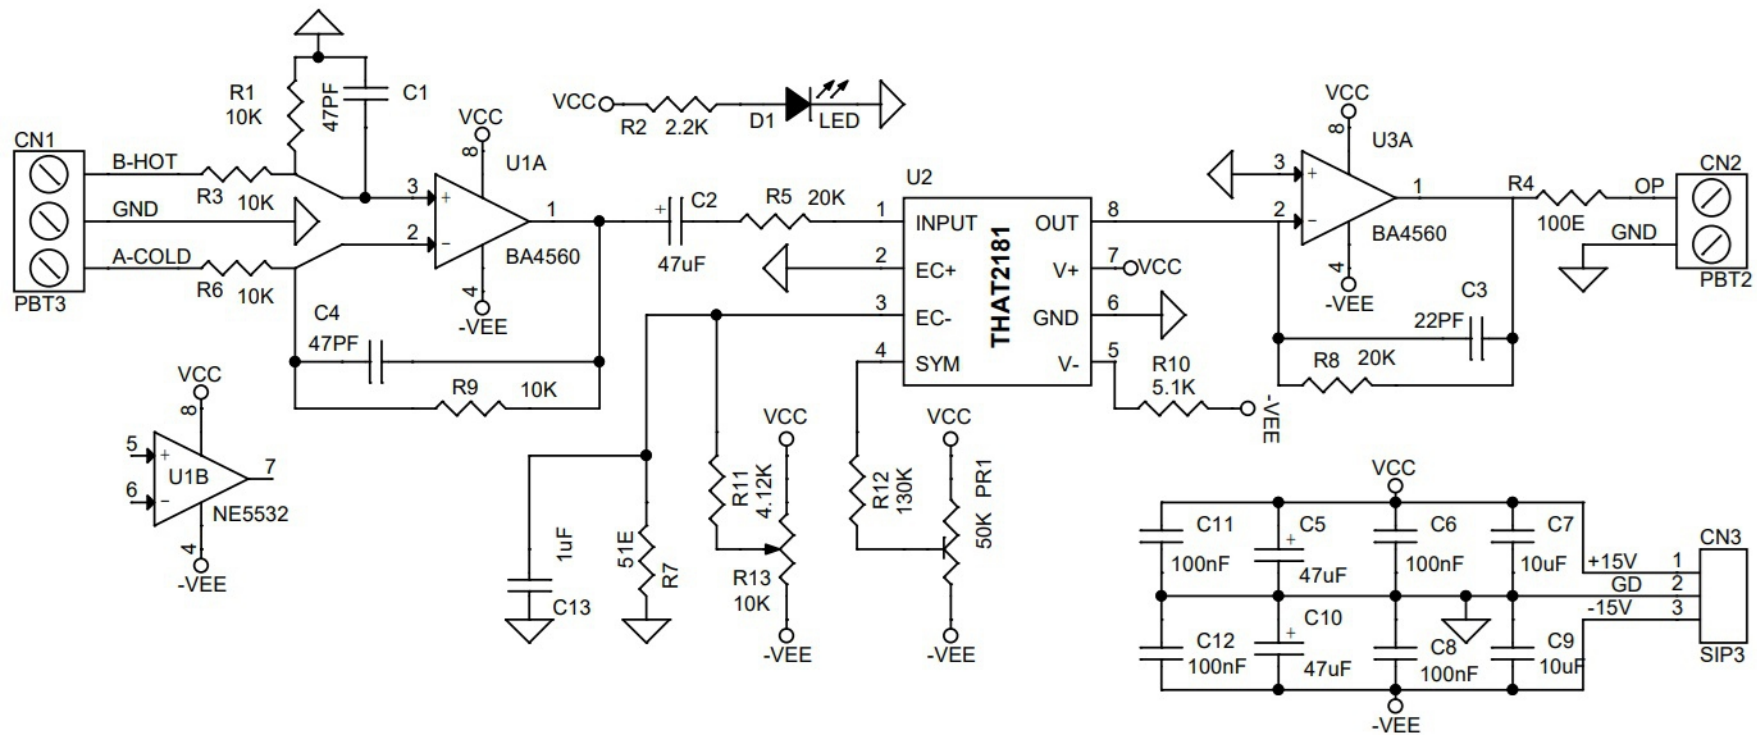 R1
10K
47PF
C1
CN1
B-HOT
R3
10K
GND
A-COLD
R6
10K
PBT3
VCC
8
U1A
3
+
2
−
1
BA4560
4
-VEE
C4
47PF
R9
10K
VCC
R2
2.2K
D1
LED
+
C2
47uF
R5
20K
U2
1
INPUT
2
EC+
3
EC-
4
SYM
THAT2181
OUT
8
V+
7
VCC
GND
6
V-
5
R10
5.1K
-VEE
VCC
8
U3A
3
+
2
−
1
BA4560
4
-VEE
R4
100E
OP
GND
CN2
PBT2
C3
22PF
R8
20K
VCC
8
5
+
6
−
U1B
7
NE5532
4
-VEE
1uF
C13
51E
R7
R11
4.12K
VCC
R13
10K
-VEE
R12
130K
VCC
50K PR1
-VEE
VCC
C11
100nF
C5
+
47uF
C6
100nF
C7
10uF
C12
100nF
C10
+
47uF
C8
100nF
C9
10uF
-VEE
CN3
+15V
1
GD
2
-15V
3
SIP3